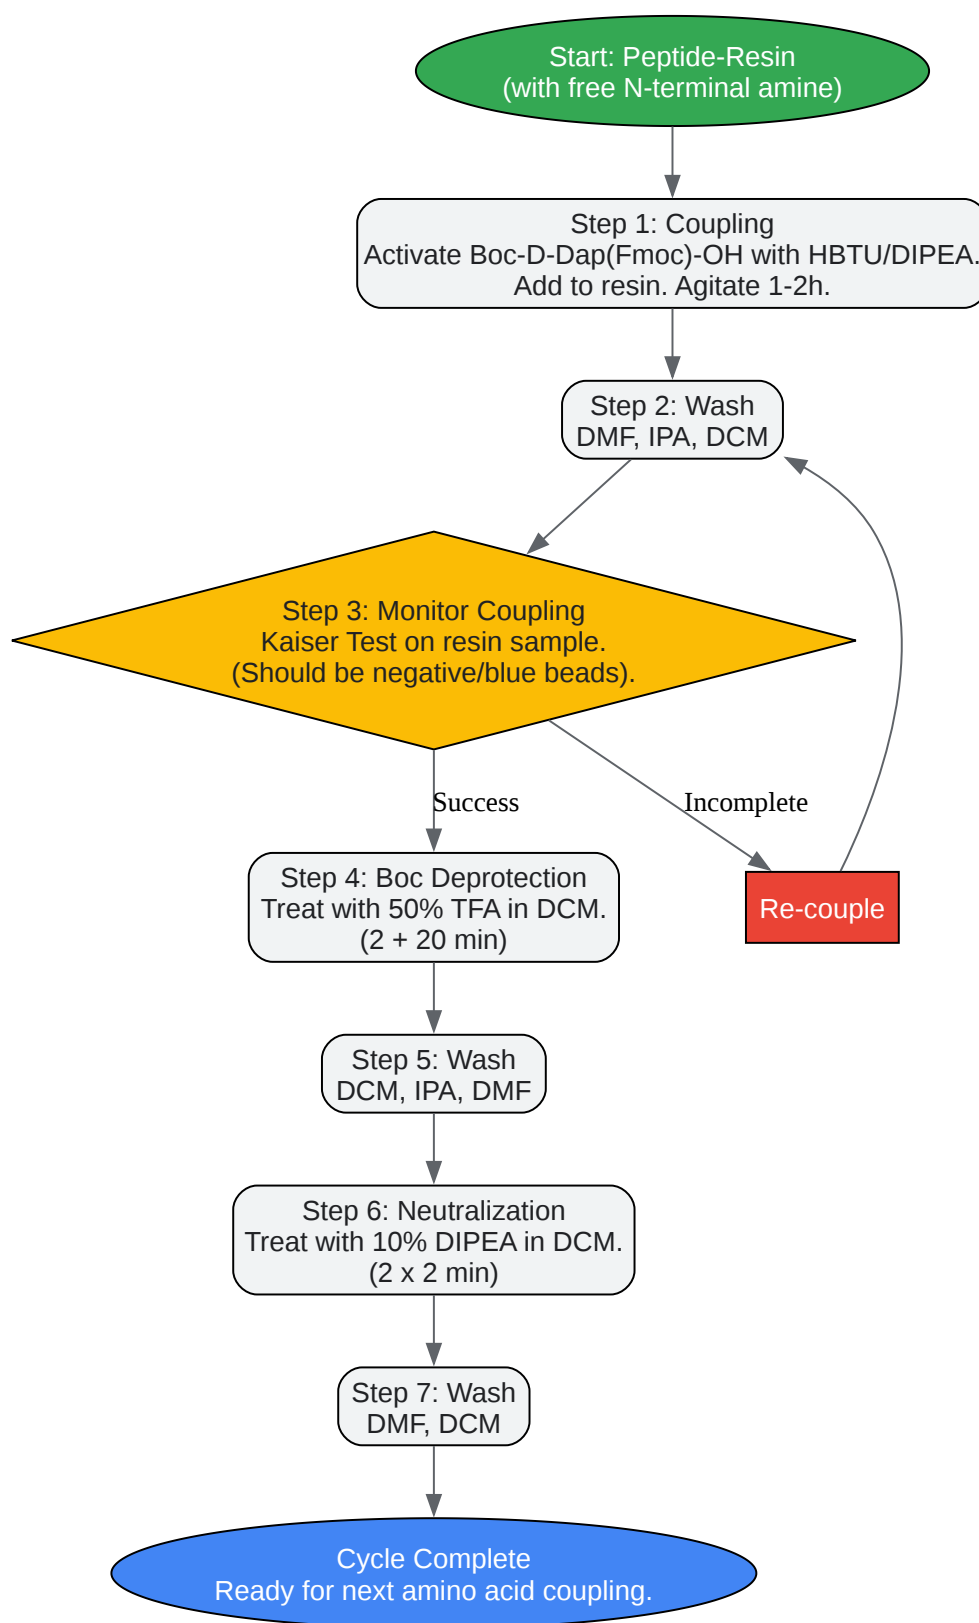 Start: Peptide-Resin
(with free N-terminal amine)
Step 1: Coupling
Activate Boc-D-Dap(Fmoc)-OH with HBTU/DIPEA.
Add to resin. Agitate 1-2h.
Step 2: Wash
DMF, IPA, DCM
Step 3: Monitor Coupling
Kaiser Test on resin sample.
(Should be negative/blue beads).
Success
Incomplete
Step 4: Boc Deprotection
Treat with 50% TFA in DCM.
(2 + 20 min)
Re-couple
Step 5: Wash
DCM, IPA, DMF
Step 6: Neutralization
Treat with 10% DIPEA in DCM.
(2 x 2 min)
Step 7: Wash
DMF, DCM
Cycle Complete
Ready for next amino acid coupling.